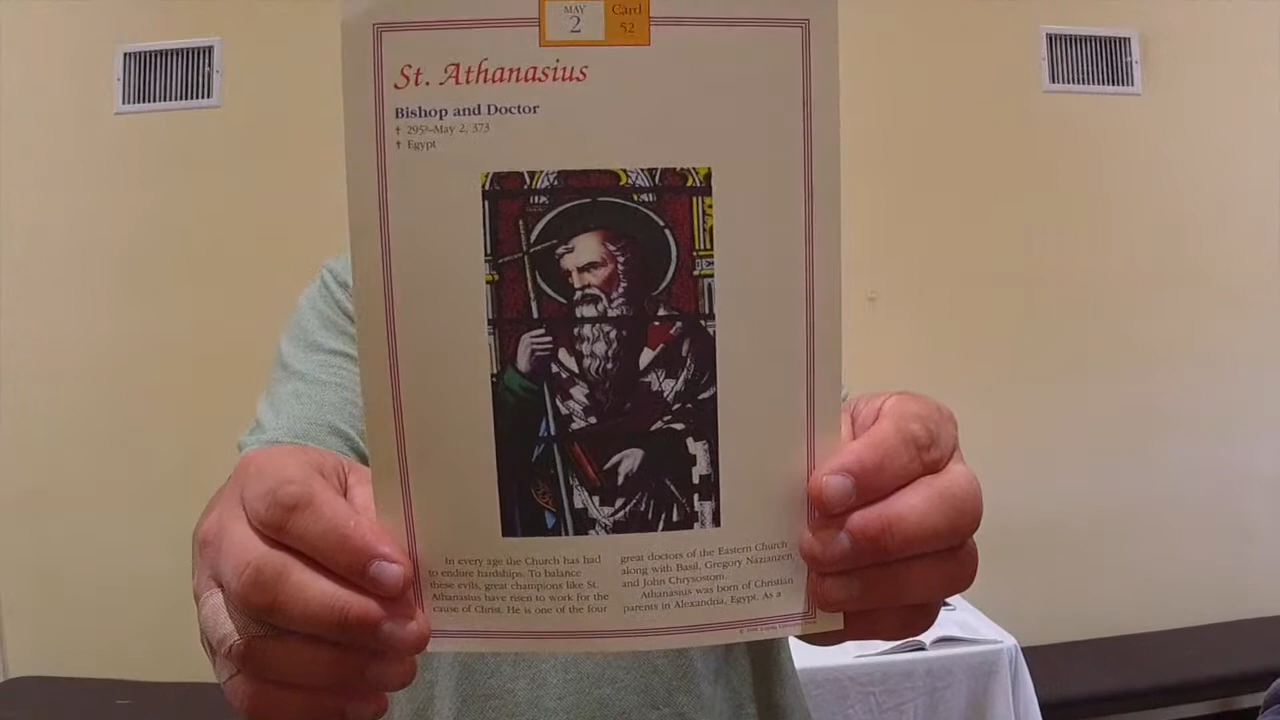 MAY
2
Card
52
St. Athanasius
Bishop and Doctor
✝ 295?–May 2, 373
✝ Egypt
In every age the Church has had
to endure hardships. To balance
these evils, great champions like St.
Athanasius have risen to work for the
cause of Christ. He is one of the four
great doctors of the Eastern Church
along with Basil, Gregory Nazianzen,
and John Chrysostom.
Athanasius was born of Christian
parents in Alexandria, Egypt. As a